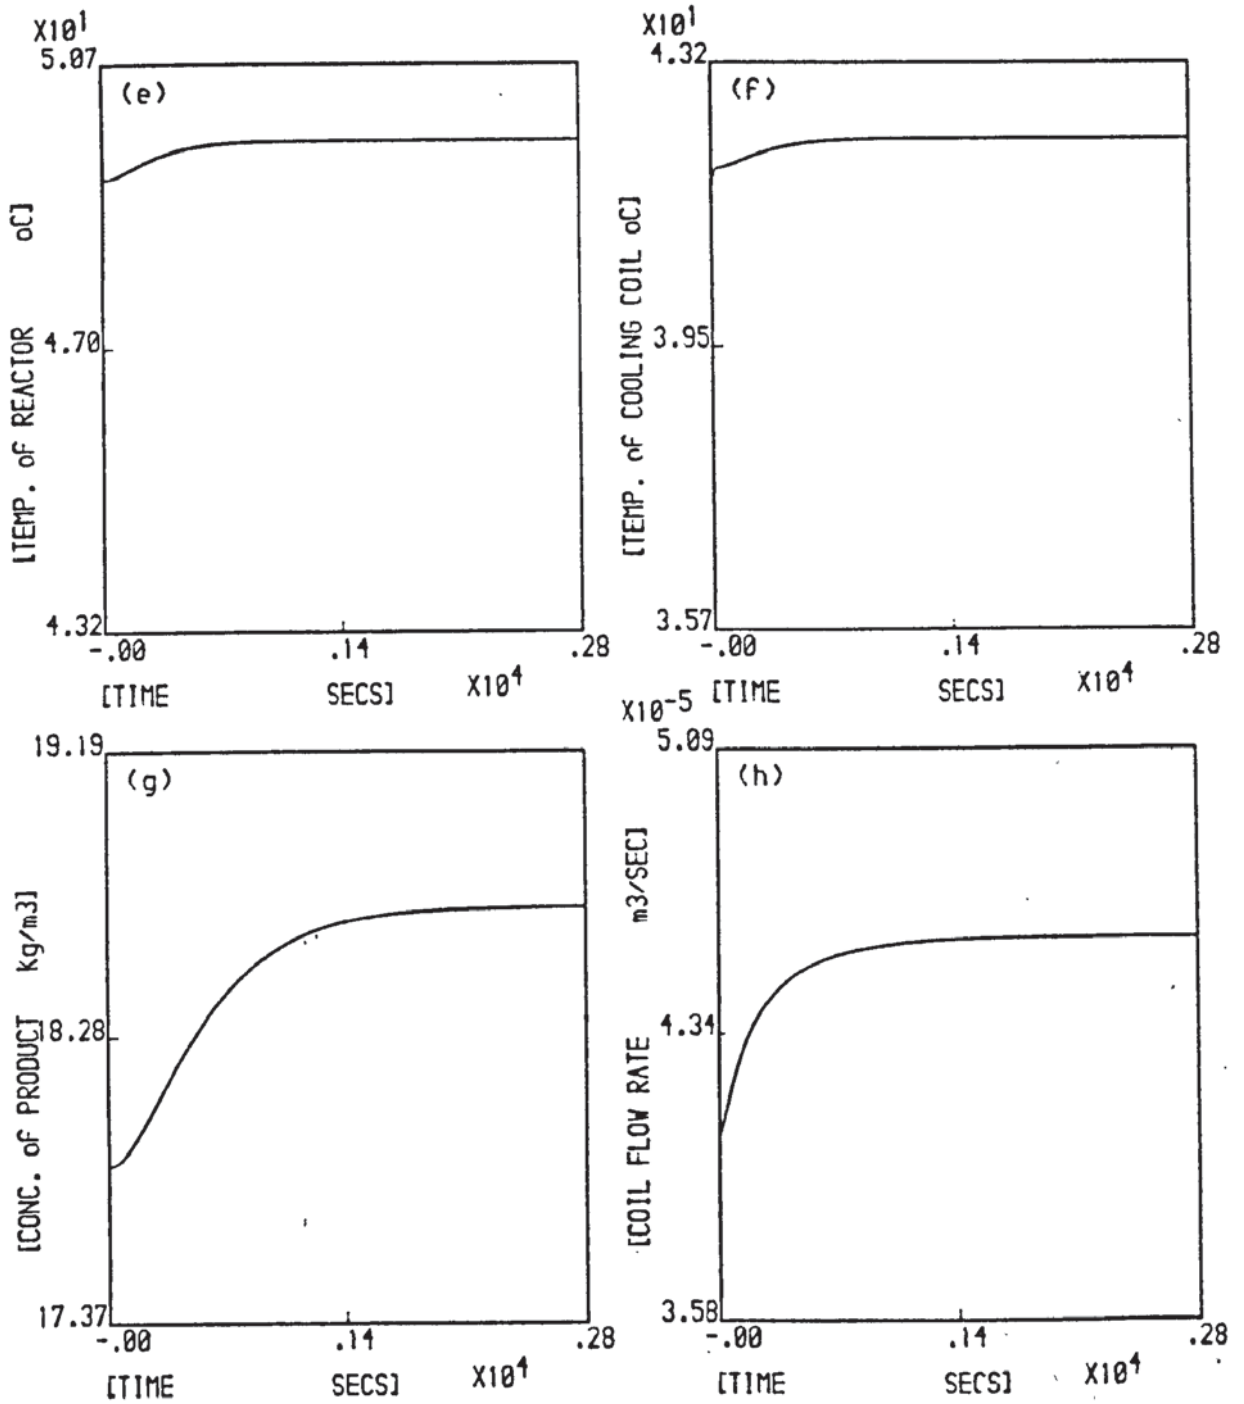 X10¹
5.07
(e)
[TEMP. of REACTOR oC]
4.70
4.32
-.00 .14 .28
[TIME SECS] X10⁴
X10¹
4.32
(f)
[TEMP. of COOLING COIL oC]
3.95
3.57
-.00 .14 .28
[TIME SECS] X10⁴
19.19
(g)
[CONC. of PRODUCT Kg/m3]
18.28
17.37
-.00 .14 .28
[TIME SECS] X10⁴
X10⁻⁵
5.09
(h)
[COIL FLOW RATE m3/SEC]
4.34
3.58
-.00 .14 .28
[TIME SECS] X10⁴